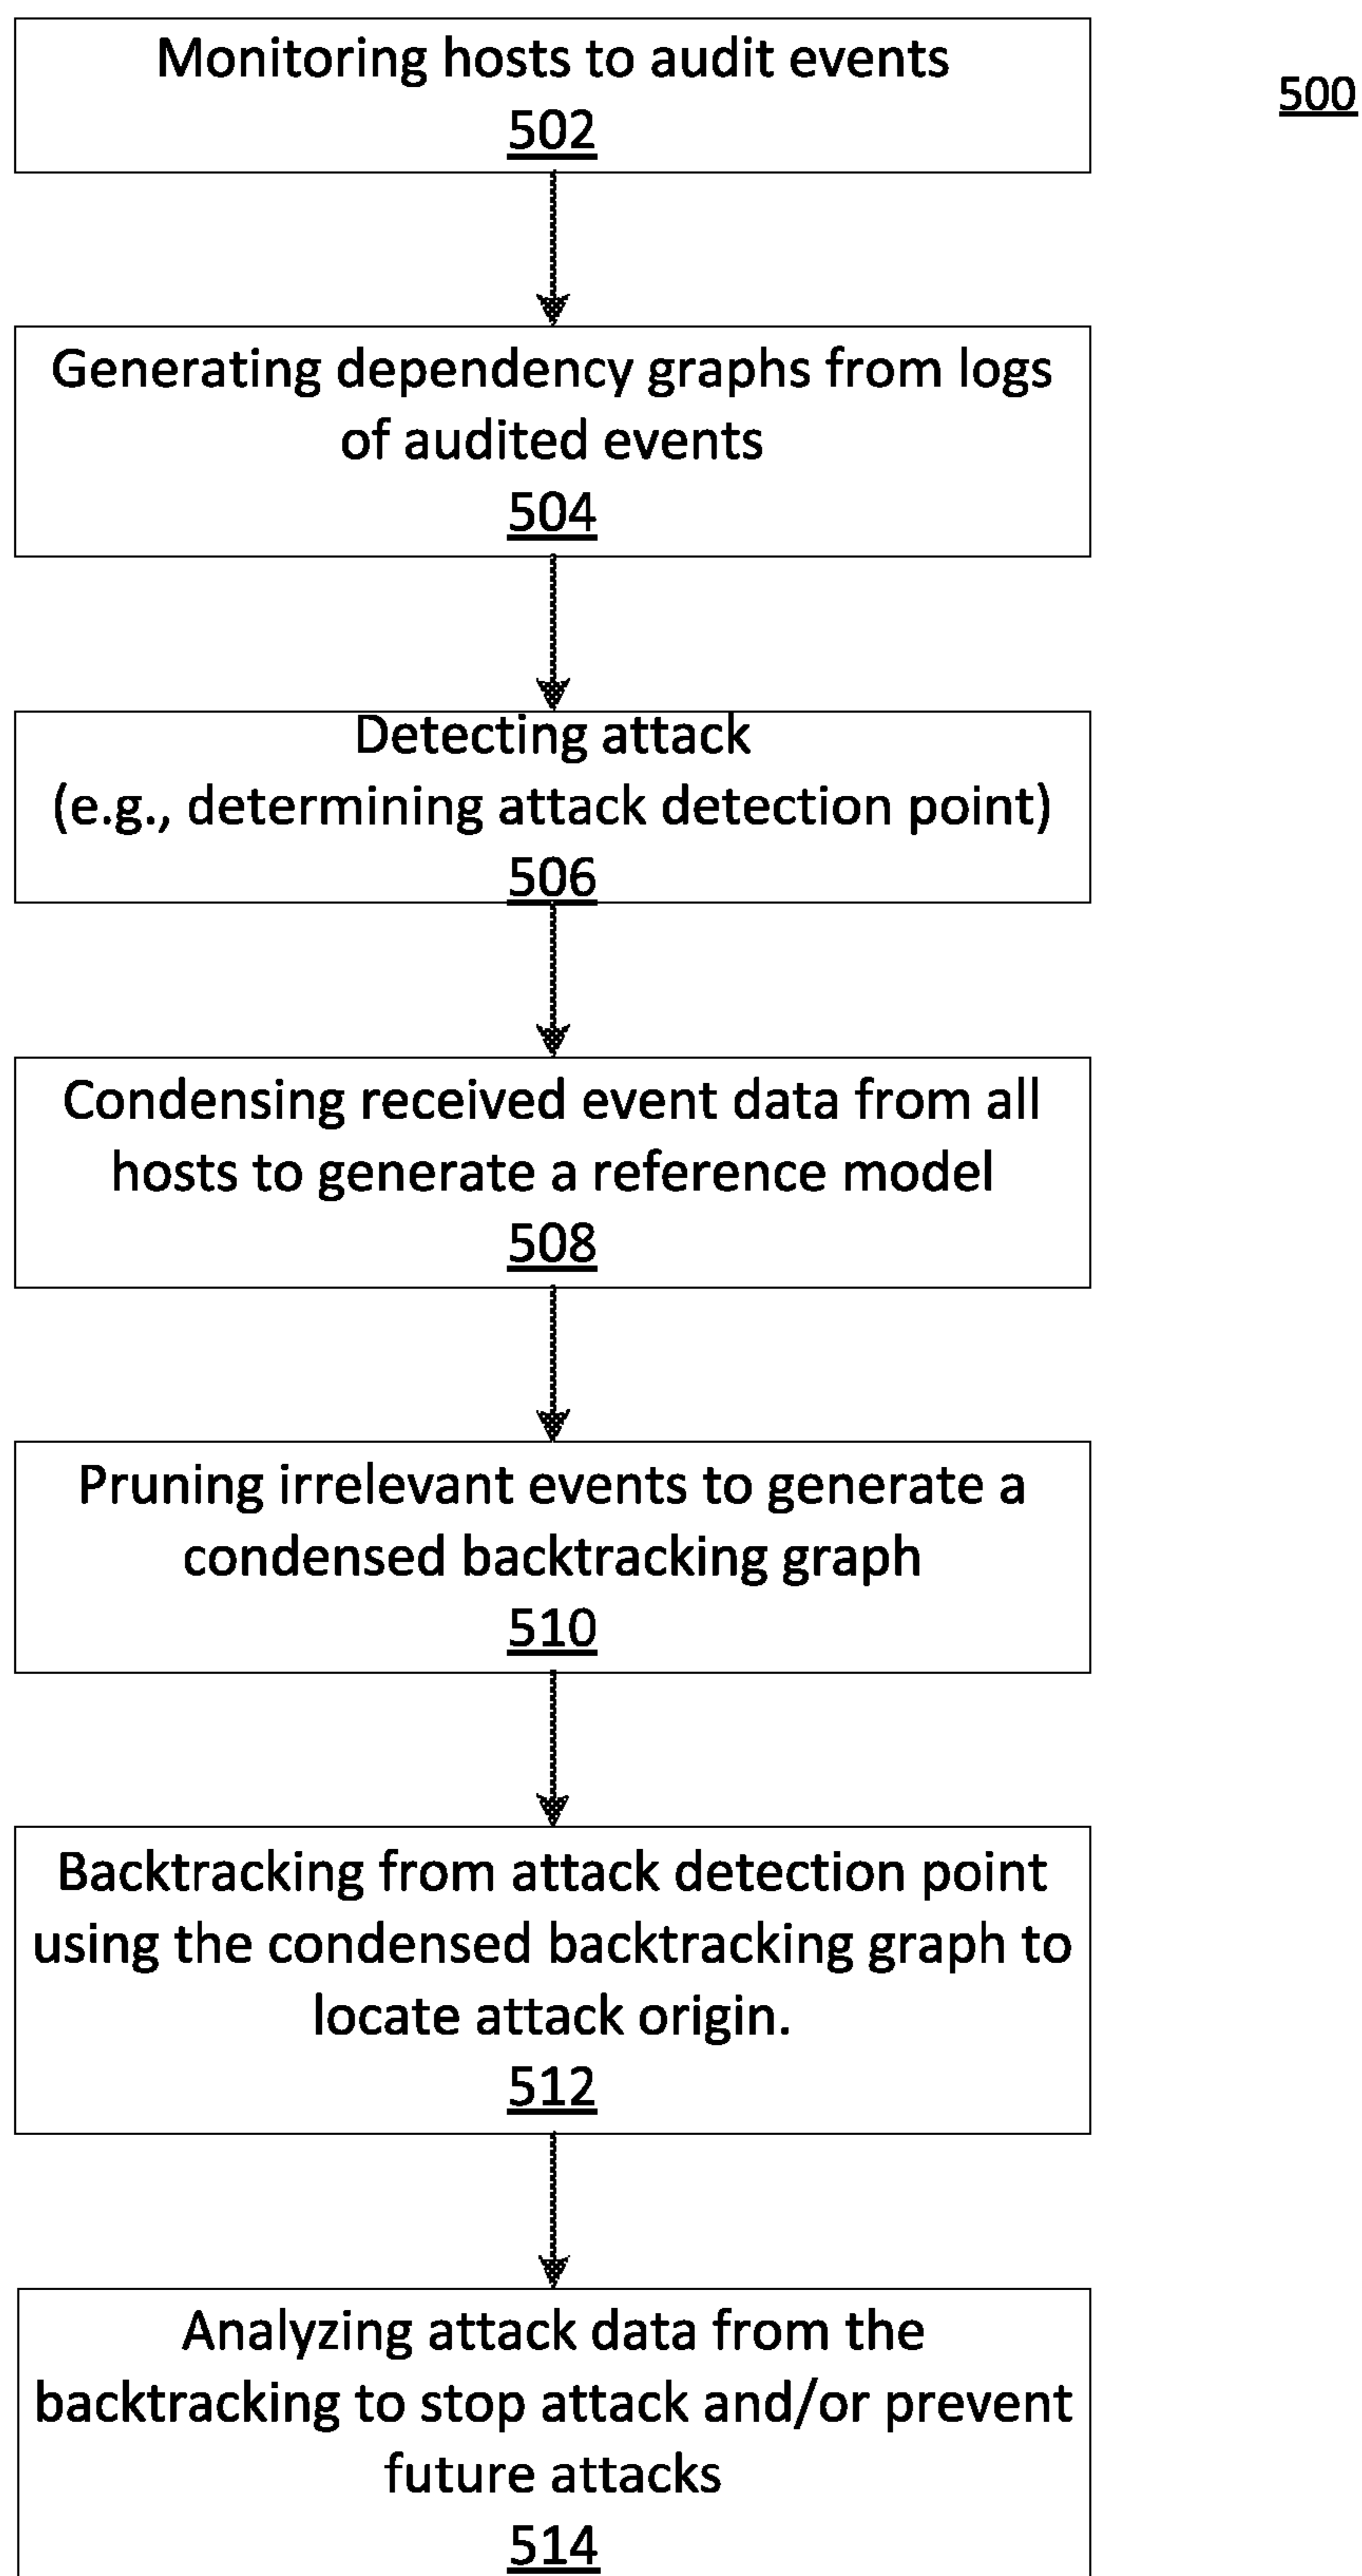 Monitoring hosts to audit events
502
500
Generating dependency graphs from logs
of audited events
504
Detecting attack
(e.g., determining attack detection point)
506
Condensing received event data from all
hosts to generate a reference model
508
Pruning irrelevant events to generate a
condensed backtracking graph
510
Backtracking from attack detection point
using the condensed backtracking graph to
locate attack origin.
512
Analyzing attack data from the
backtracking to stop attack and/or prevent
future attacks
514